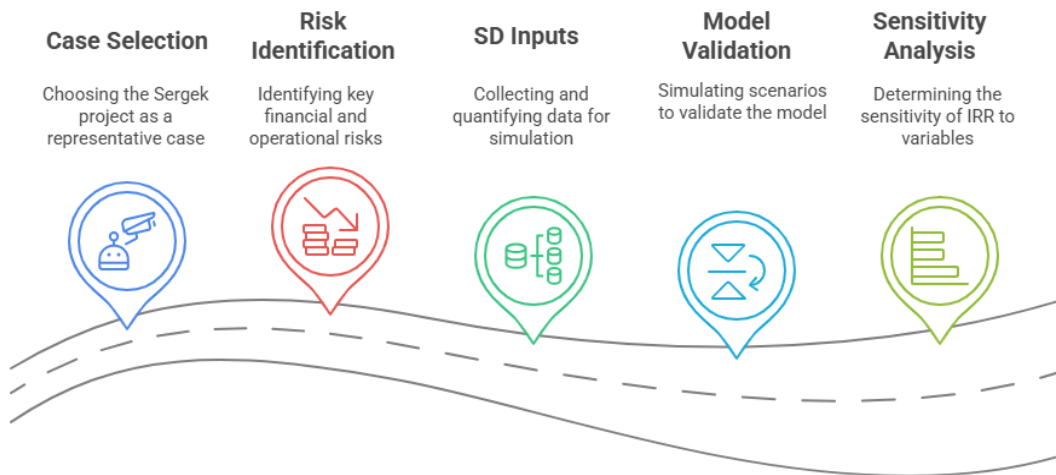 Case Selection
Choosing the Sergek
project as a
representative case
Risk
Identification
Identifying key
financial and
operational risks
SD Inputs
Collecting and
quantifying data for
simulation
Model
Validation
Simulating scenarios
to validate the model
Sensitivity
Analysis
Determining the
sensitivity of IRR to
variables